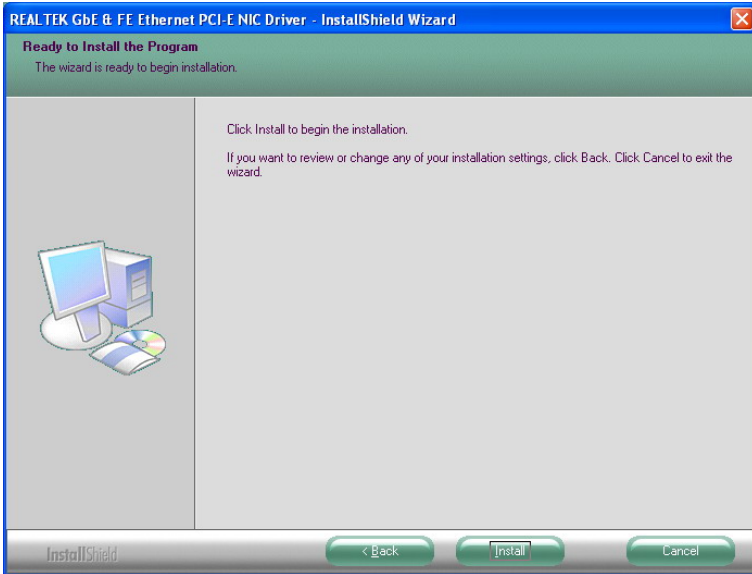 REALTEK GbE & FE Ethernet PCI-E NIC Driver - InstallShield Wizard
Ready to Install the Program
The wizard is ready to begin installation.
Click Install to begin the installation.
If you want to review or change any of your installation settings, click Back. Click Cancel to exit the
wizard.
InstallShield
< Back
Install
Cancel